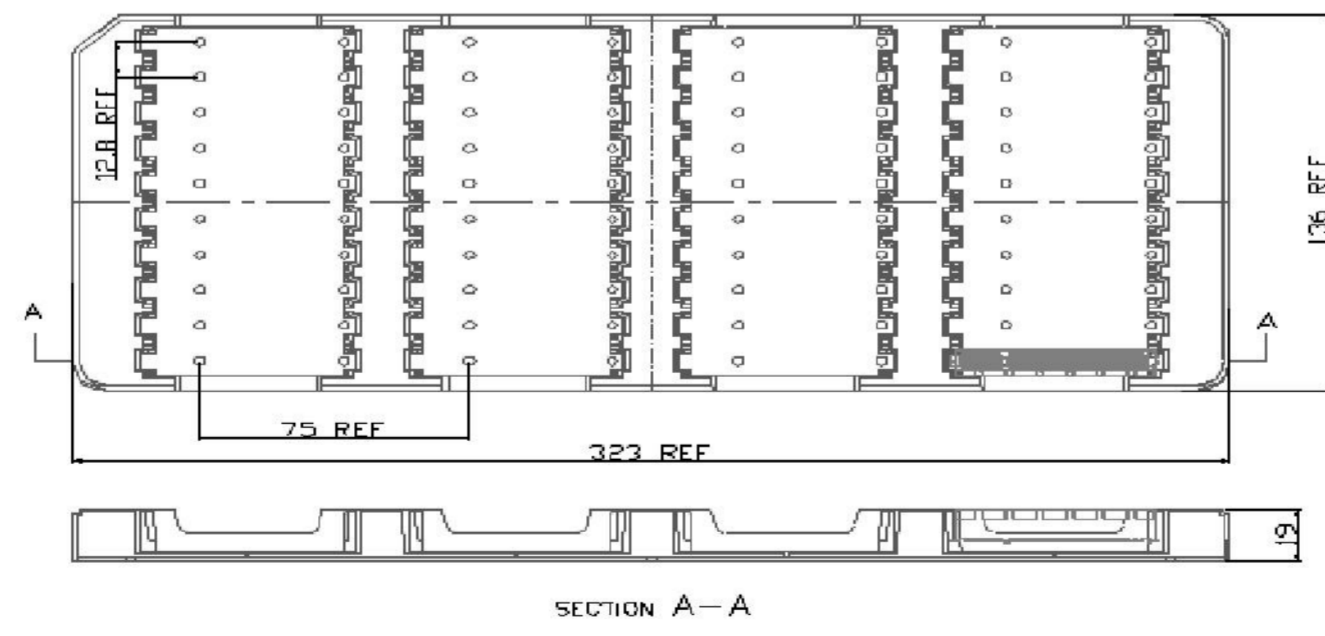 12.8 REF
136 REF
A
A
75 REF
323 REF
19
SECTION A-A